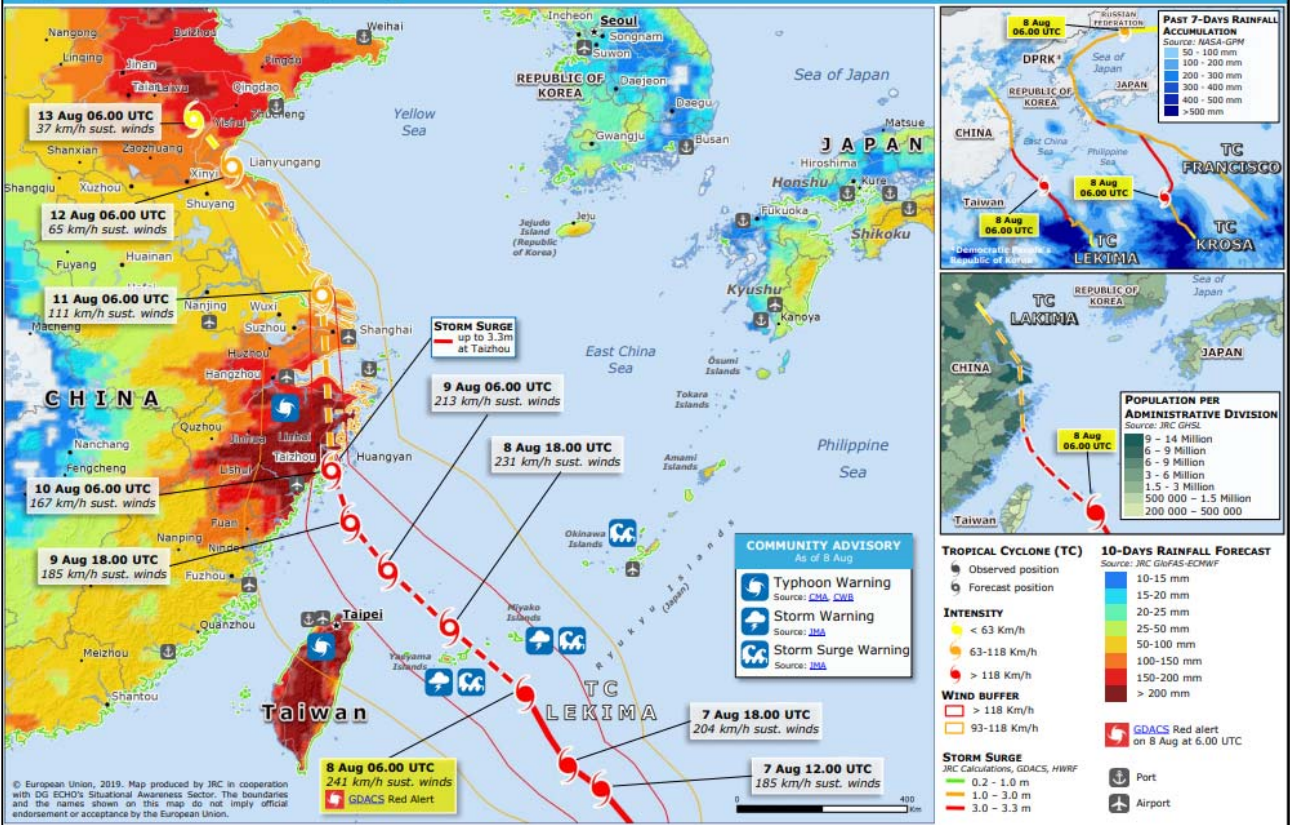 Nangong
Linqing
Buizhou
Jinan
Pingdu
Qingdao
Zhucheng
Weihai
13 Aug 06.00 UTC
37 km/h sust. winds
Yishui
Shanxian
Zaozhuang
Shangqiu
Xuzhou
Xinyi
Lianyungang
Shuyang
12 Aug 06.00 UTC
65 km/h sust. winds
Fuyang
Huainan
11 Aug 06.00 UTC
111 km/h sust. winds
Nanjing
Wuxi
Suzhou
Shanghai
Macheng
Huzhou
Hangzhou
CHINA
Quzhou
Jinhua
Linhai
Taizhou
Huangyan
Nanchang
Fengcheng
Lishui
10 Aug 06.00 UTC
167 km/h sust. winds
Fuan
Nanping
Ninde
9 Aug 18.00 UTC
185 km/h sust. winds
Fuzhou
Quanzhou
Meizhou
Shantou
Taipei
Taiwan
Yellow
Sea
Incheon
Seoul
Songnam
Suwon
REPUBLIC OF
KOREA
Daejeon
Daegu
Gwangju
Busan
Jejudo
Island
(Republic
of Korea)
Jeju
Sea of Japan
Matsue
JAPAN
Hiroshima
Honshu
Kure
Fukuoka
Shikoku
Kyushu
Kanoya
Ōsumi
Islands
Tokara
Islands
East China
Sea
Philippine
Sea
Amami
Islands
Okinawa
Islands
Miyako
Islands
Yaeyama
Islands
Ryukyu Islands
(Japan)
STORM SURGE
up to 3.3m
at Taizhou
9 Aug 06.00 UTC
213 km/h sust. winds
8 Aug 18.00 UTC
231 km/h sust. winds
TC
LEKIMA
7 Aug 18.00 UTC
204 km/h sust. winds
7 Aug 12.00 UTC
185 km/h sust. winds
8 Aug 06.00 UTC
241 km/h sust. winds
GDACS Red Alert
COMMUNITY ADVISORY
As of 8 Aug
Typhoon Warning
Source: CMA, CWB
Storm Warning
Source: JMA
Storm Surge Warning
Source: JMA
0
400
Km
© European Union, 2019. Map produced by JRC in cooperation
with DG ECHO's Situational Awareness Sector. The boundaries
and the names shown on this map do not imply official
endorsement or acceptance by the European Union.
8 Aug
06.00 UTC
RUSSIAN
FEDERATION
DPRK*
Sea of
Japan
REPUBLIC OF
KOREA
JAPAN
CHINA
East China
Sea
Philippine
Sea
TC
FRANCISCO
8 Aug
06.00 UTC
Taiwan
8 Aug
06.00 UTC
TC
LEKIMA
TC
KROSA
*Democratic People's
Republic of Korea
PAST 7-DAYS RAINFALL
ACCUMULATION
Source: NASA-GPM
50 - 100 mm
100 - 200 mm
200 - 300 mm
300 - 400 mm
400 - 500 mm
>500 mm
TC
LAKIMA
REPUBLIC OF
KOREA
Sea of
Japan
JAPAN
CHINA
8 Aug
06.00 UTC
Taiwan
POPULATION PER
ADMINISTRATIVE DIVISION
Source: JRC GHSL
9 – 14 Million
6 – 9 Million
6 - 9 Million
3 - 6 Million
1.5 - 3 Million
500 000 – 1.5 Million
200 000 – 500 000
TROPICAL CYCLONE (TC)
Observed position
Forecast position
INTENSITY
< 63 Km/h
63-118 Km/h
> 118 Km/h
WIND BUFFER
> 118 Km/h
93-118 Km/h
STORM SURGE
JRC Calculations, GDACS, HWRF
0.2 - 1.0 m
1.0 – 3.0 m
3.0 – 3.3 m
10-DAYS RAINFALL FORECAST
Source: JRC GloFAS-ECMWF
10-15 mm
15-20 mm
20-25 mm
25-50 mm
50-100 mm
100-150 mm
150-200 mm
> 200 mm
GDACS Red alert
on 8 Aug at 6.00 UTC
Port
Airport